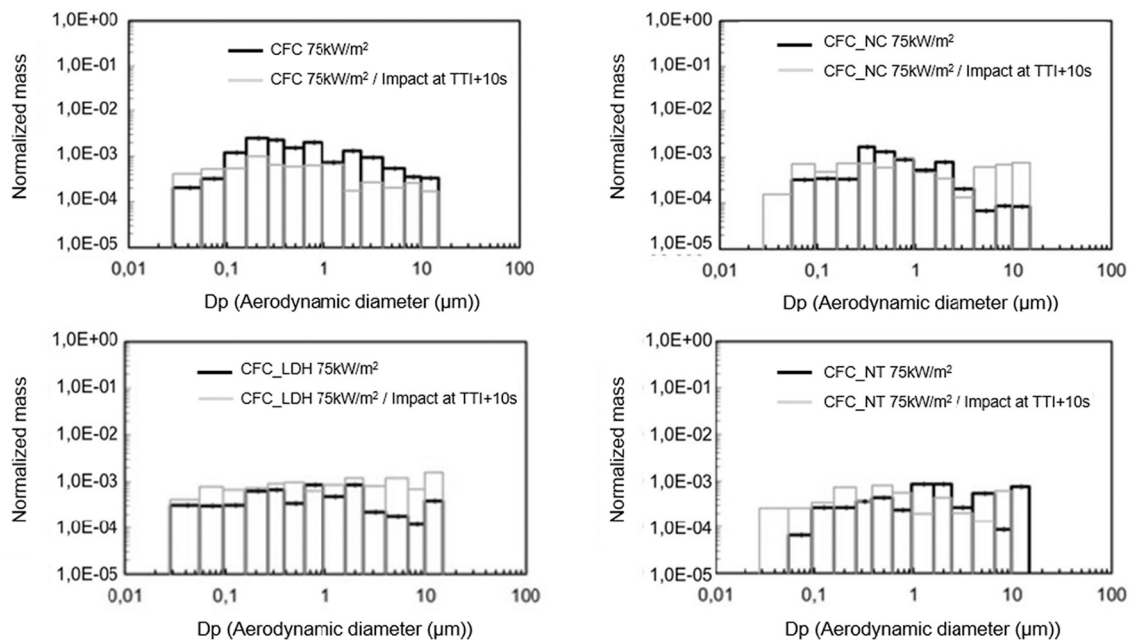 1,0E+00
1,0E-01
1,0E-02
1,0E-03
1,0E-04
1,0E-05
Normalized mass
CFC 75kW/m²
CFC 75kW/m² / Impact at TTI+10s
0,01 0,1 1 10 100
Dp (Aerodynamic diameter (µm))
1,0E+00
1,0E-01
1,0E-02
1,0E-03
1,0E-04
1,0E-05
Normalized mass
CFC_NC 75kW/m²
CFC_NC 75kW/m² / Impact at TTI+10s
0,01 0,1 1 10 100
Dp (Aerodynamic diameter (µm))
1,0E+00
1,0E-01
1,0E-02
1,0E-03
1,0E-04
1,0E-05
Normalized mass
CFC_LDH 75kW/m²
CFC_LDH 75kW/m² / Impact at TTI+10s
0,01 0,1 1 10 100
Dp (Aerodynamic diameter (µm))
1,0E+00
1,0E-01
1,0E-02
1,0E-03
1,0E-04
1,0E-05
Normalized mass
CFC_NT 75kW/m²
CFC_NT 75kW/m² / Impact at TTI+10s
0,01 0,1 1 10 100
Dp (Aerodynamic diameter (µm))